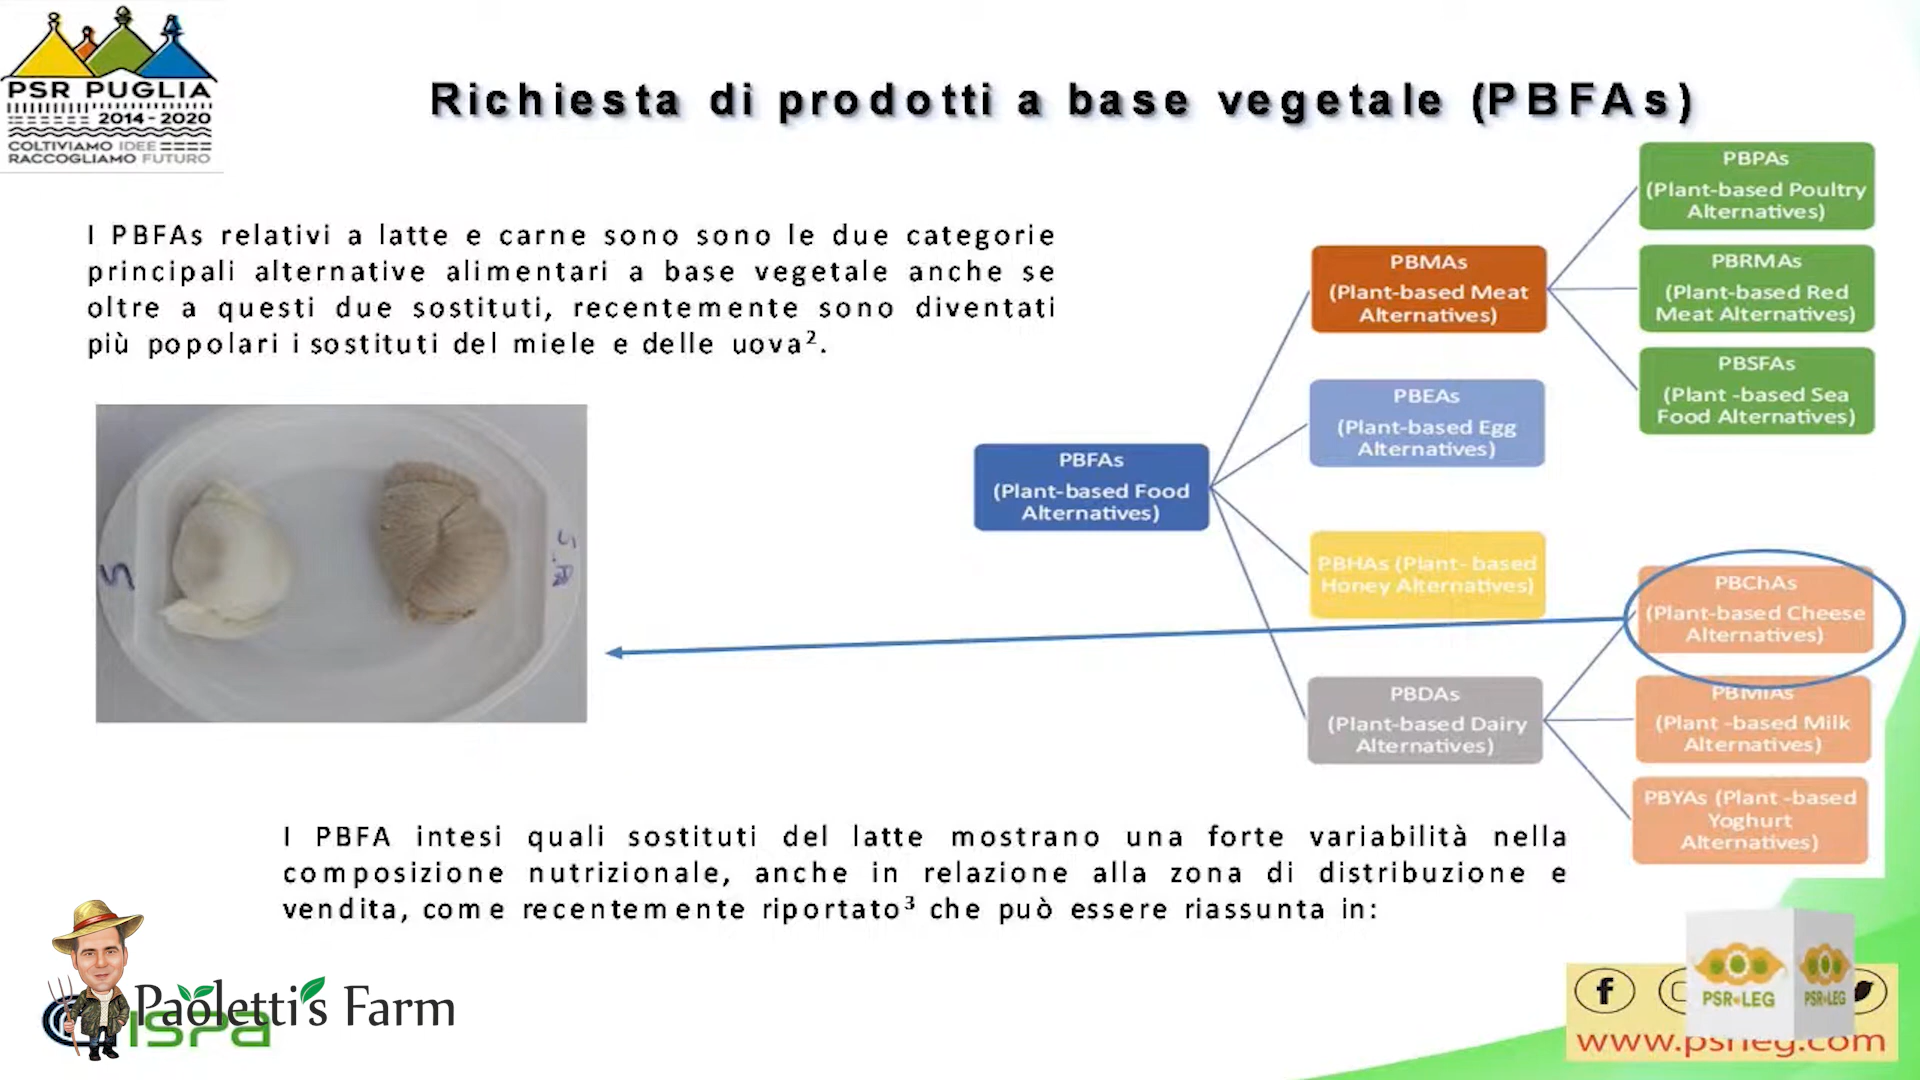 PSR PUGLIA
2014-2020
COLTIVIAMO IDEE
RACCOGLIAMO FUTURO
Richiesta di prodotti a base vegetale (PBFAs)
I PBFAs relativi a latte e carne sono sono le due categorie
principali alternative alimentari a base vegetale anche se
oltre a questi due sostituti, recentemente sono diventati
più popolari i sostituti del miele e delle uova².
PBFAs
(Plant-based Food
Alternatives)
PBMAs
(Plant-based Meat
Alternatives)
PBEAs
(Plant-based Egg
Alternatives)
PBHAs (Plant- based
Honey Alternatives)
PBDAs
(Plant-based Dairy
Alternatives)
PBPAs
(Plant-based Poultry
Alternatives)
PBRMAs
(Plant-based Red
Meat Alternatives)
PBSFAs
(Plant -based Sea
Food Alternatives)
PBChAs
(Plant-based Cheese
Alternatives)
PBMIAs
(Plant -based Milk
Alternatives)
PBYAs (Plant -based
Yoghurt
Alternatives)
I PBFA intesi quali sostituti del latte mostrano una forte variabilità nella
composizione nutrizionale, anche in relazione alla zona di distribuzione e
vendita, come recentemente riportato³ che può essere riassunta in:
Paoletti's Farm
ispa
PSR LEG
PSR LEG
www.psrleg.com